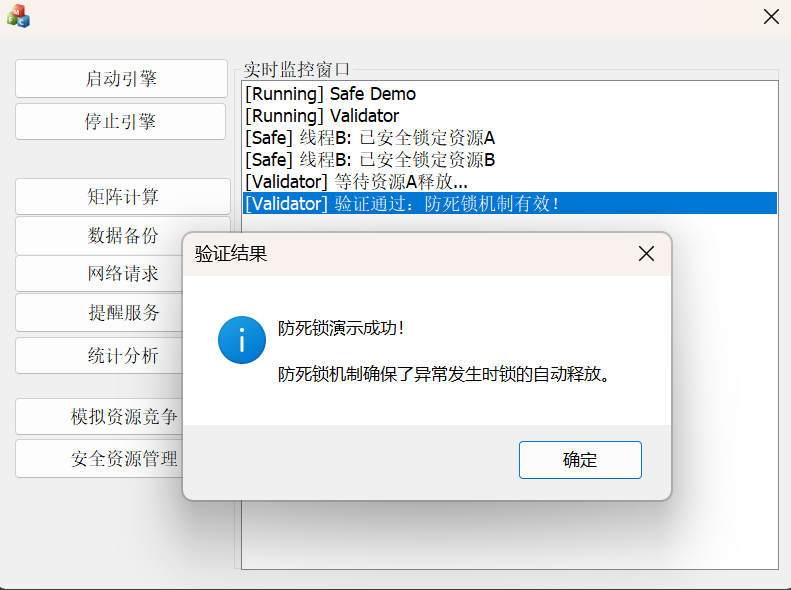 启动引擎
停止引擎
矩阵计算
数据备份
网络请求
提醒服务
统计分析
模拟资源竞争
安全资源管理
实时监控窗口
[Running] Safe Demo
[Running] Validator
[Safe] 线程B: 已安全锁定资源A
[Safe] 线程B: 已安全锁定资源B
[Validator] 等待资源A释放...
[Validator] 验证通过：防死锁机制有效！
验证结果
防死锁演示成功！
防死锁机制确保了异常发生时锁的自动释放。
确定